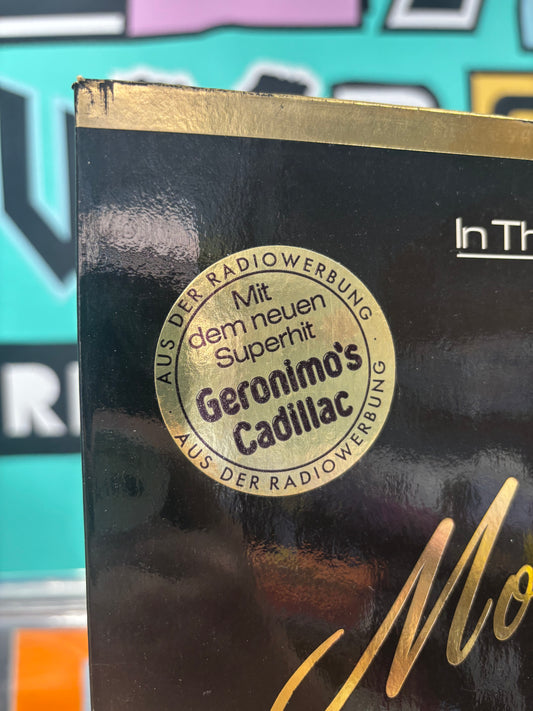 In Th
AUS DER RADIOWERBUNG
Mit
dem neuen
Superhit
Geronimo's
Cadillac
AUS DER RADIOWERBUNG
Mo